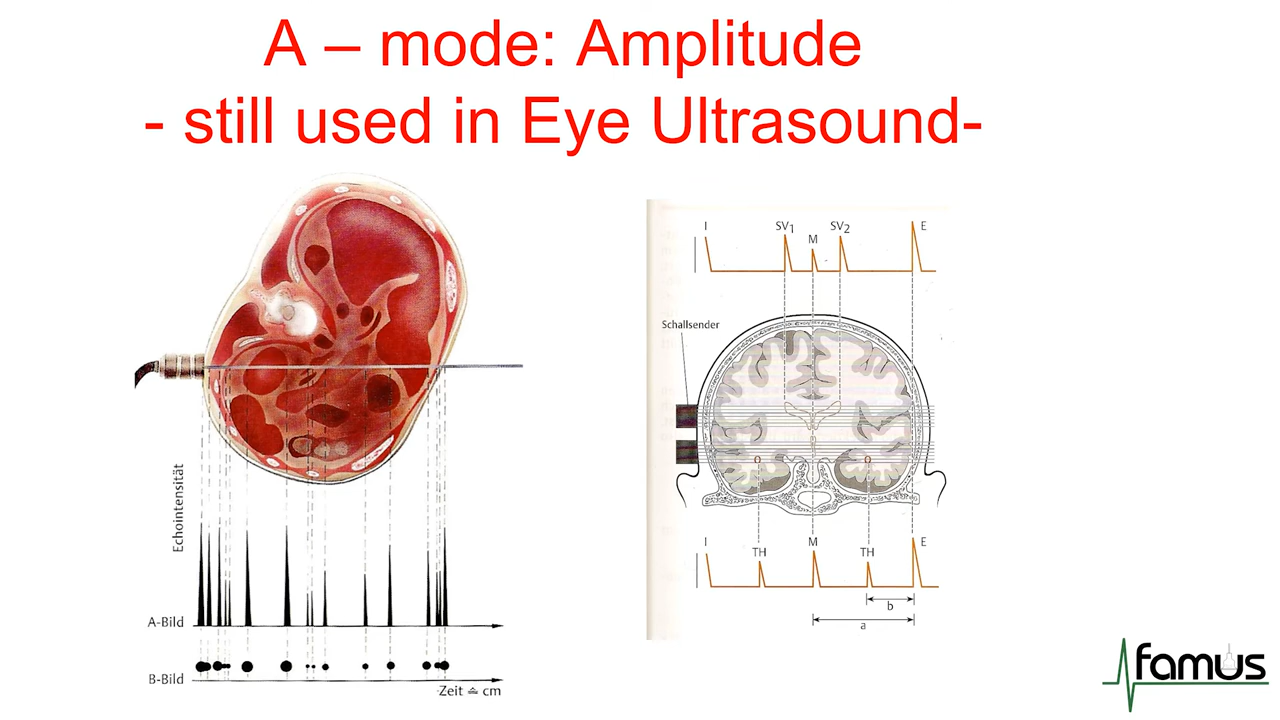 A – mode: Amplitude
- still used in Eye Ultrasound-
Echointensität
A-Bild
B-Bild
Zeit ≙ cm
I SV1 M SV2 E
Schallsender
I TH M TH E
b
a
famus